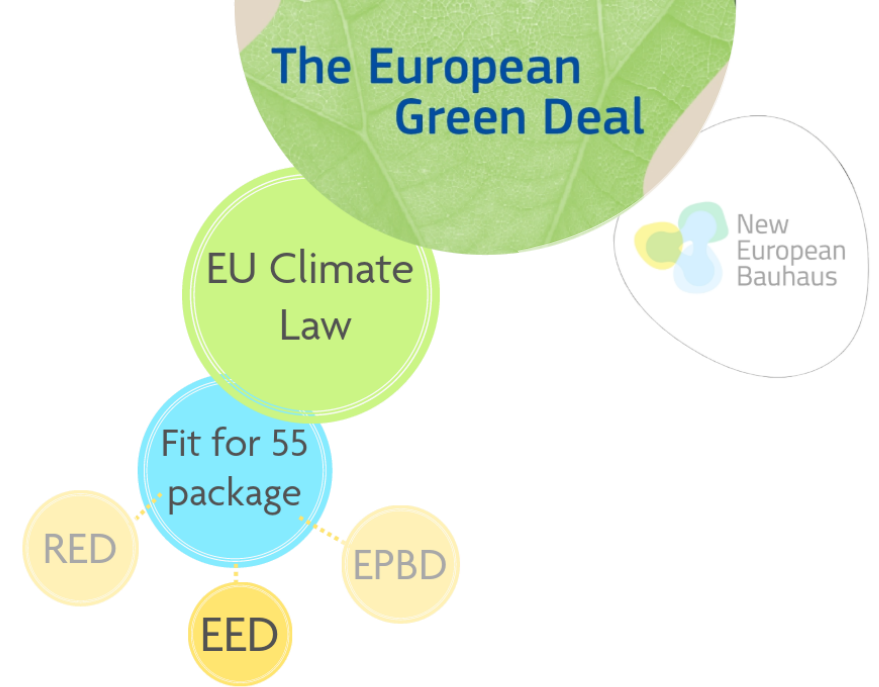 The European
Green Deal
New
European
Bauhaus
EU Climate
Law
Fit for 55
package
RED
EPBD
EED